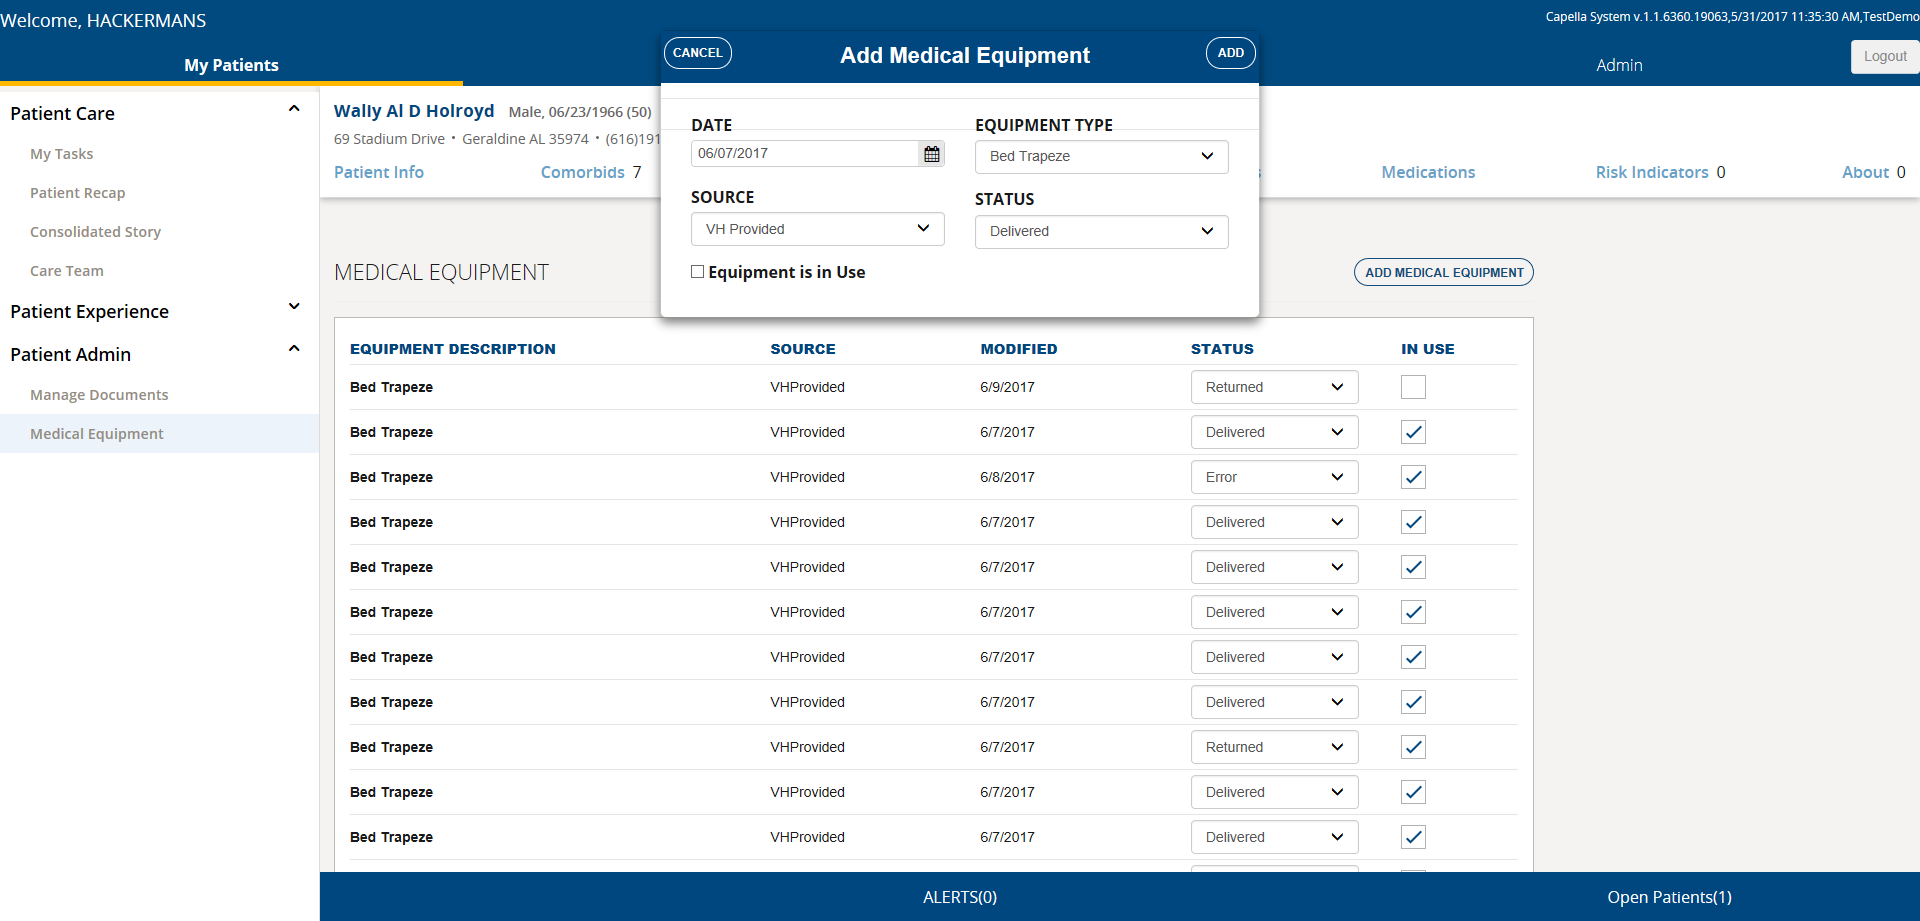 Welcome, HACKERMANS
Capella System v.1.1.6360.19063,5/31/2017 11:35:30 AM,TestDemo
My Patients
Admin
Logout
CANCEL
Add Medical Equipment
ADD
DATE
06/07/2017
EQUIPMENT TYPE
Bed Trapeze
SOURCE
VH Provided
STATUS
Delivered
Equipment is in Use
Patient Care
My Tasks
Patient Recap
Consolidated Story
Care Team
Patient Experience
Patient Admin
Manage Documents
Medical Equipment
Wally Al D Holroyd Male, 06/23/1966 (50)
69 Stadium Drive • Geraldine AL 35974 • (616)191
Patient Info Comorbids 7 Medications Risk Indicators 0 About 0
MEDICAL EQUIPMENT
ADD MEDICAL EQUIPMENT
EQUIPMENT DESCRIPTION SOURCE MODIFIED STATUS IN USE
Bed Trapeze VHProvided 6/9/2017 Returned
Bed Trapeze VHProvided 6/7/2017 Delivered
Bed Trapeze VHProvided 6/8/2017 Error
Bed Trapeze VHProvided 6/7/2017 Delivered
Bed Trapeze VHProvided 6/7/2017 Delivered
Bed Trapeze VHProvided 6/7/2017 Delivered
Bed Trapeze VHProvided 6/7/2017 Delivered
Bed Trapeze VHProvided 6/7/2017 Delivered
Bed Trapeze VHProvided 6/7/2017 Returned
Bed Trapeze VHProvided 6/7/2017 Delivered
Bed Trapeze VHProvided 6/7/2017 Delivered
ALERTS(0)
Open Patients(1)